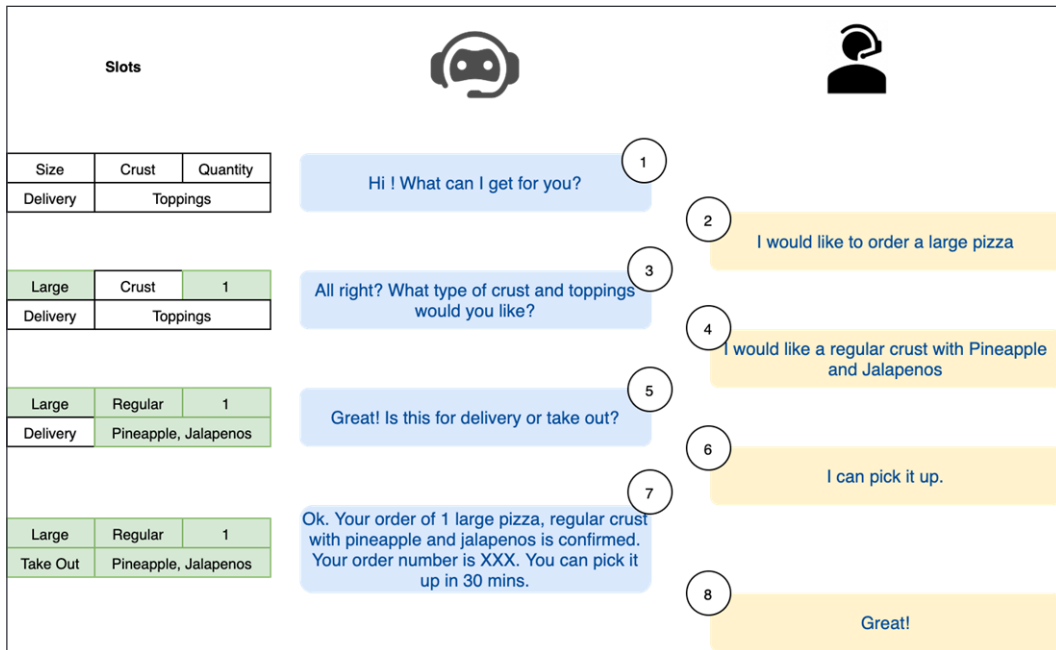 Slots
Size Crust Quantity
Delivery Toppings
1
Hi ! What can I get for you?
2
I would like to order a large pizza
Large Crust 1
Delivery Toppings
3
All right? What type of crust and toppings
would you like?
4
I would like a regular crust with Pineapple
and Jalapenos
Large Regular 1
Delivery Pineapple, Jalapenos
5
Great! Is this for delivery or take out?
6
I can pick it up.
Large Regular 1
Take Out Pineapple, Jalapenos
7
Ok. Your order of 1 large pizza, regular crust
with pineapple and jalapenos is confirmed.
Your order number is XXX. You can pick it
up in 30 mins.
8
Great!